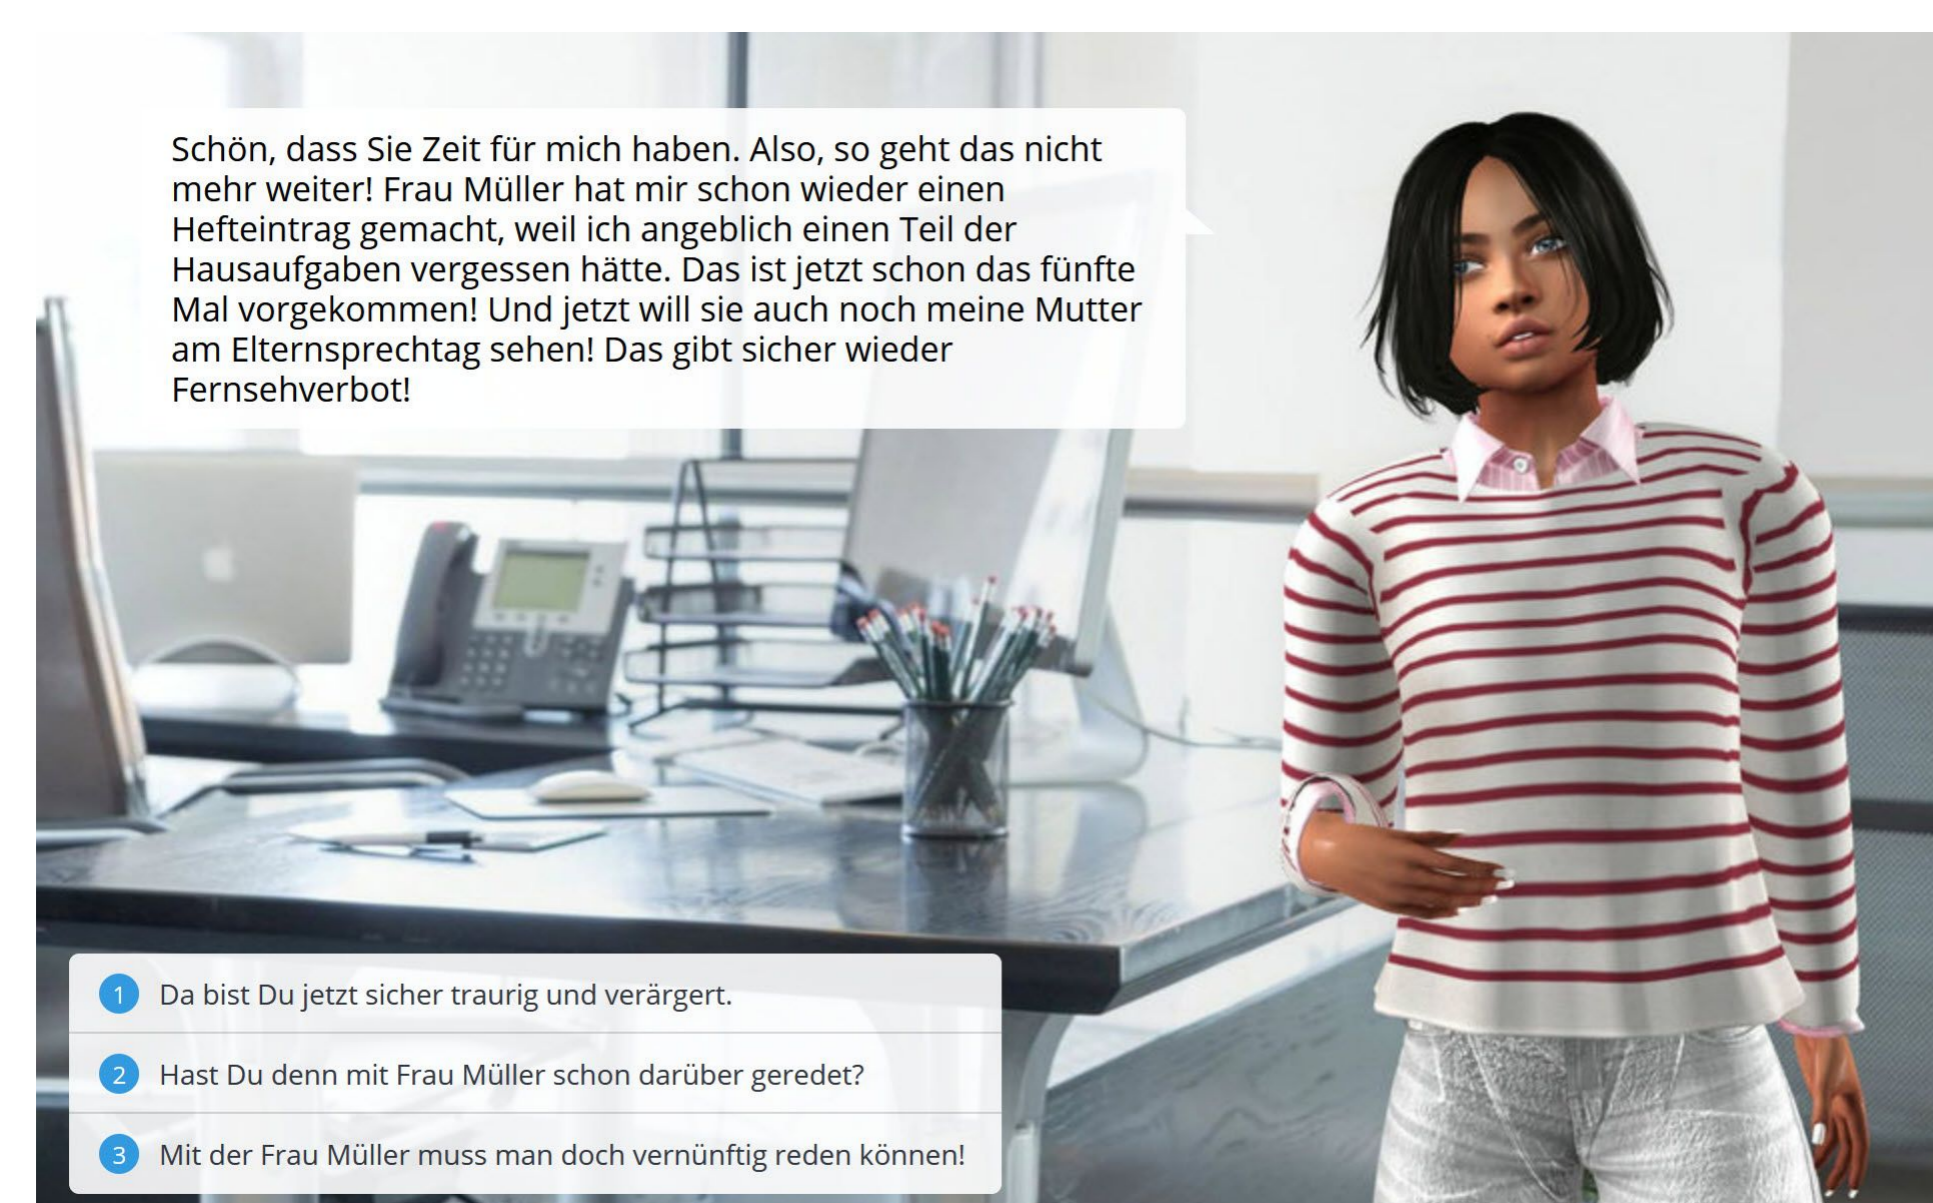 Schön, dass Sie Zeit für mich haben. Also, so geht das nicht
mehr weiter! Frau Müller hat mir schon wieder einen
Hefteintrag gemacht, weil ich angeblich einen Teil der
Hausaufgaben vergessen hätte. Das ist jetzt schon das fünfte
Mal vorgekommen! Und jetzt will sie auch noch meine Mutter
am Elternsprechtag sehen! Das gibt sicher wieder
Fernsehverbot!
1 Da bist Du jetzt sicher traurig und verärgert.
2 Hast Du denn mit Frau Müller schon darüber geredet?
3 Mit der Frau Müller muss man doch vernünftig reden können!